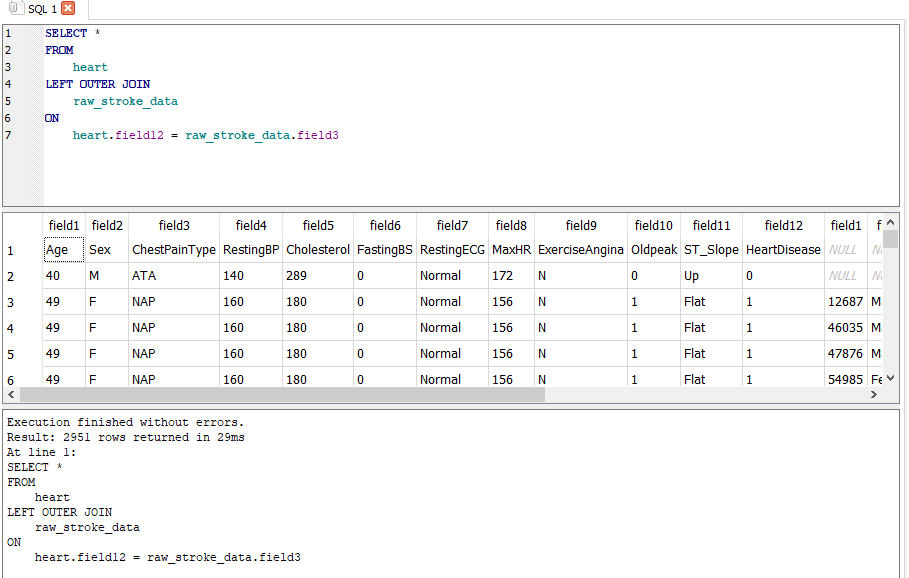 SQL 1
1 SELECT *
2 FROM
3 heart
4 LEFT OUTER JOIN
5 raw_stroke_data
6 ON
7 heart.field12 = raw_stroke_data.field3
field1 field2 field3 field4 field5 field6 field7 field8 field9 field10 field11 field12 field1 f
1 Age Sex ChestPainType RestingBP Cholesterol FastingBS RestingECG MaxHR ExerciseAngina Oldpeak ST_Slope HeartDisease NULL N
2 40 M ATA 140 289 0 Normal 172 N 0 Up 0 NULL N
3 49 F NAP 160 180 0 Normal 156 N 1 Flat 1 12687 M
4 49 F NAP 160 180 0 Normal 156 N 1 Flat 1 46035 M
5 49 F NAP 160 180 0 Normal 156 N 1 Flat 1 47876 M
6 49 F NAP 160 180 0 Normal 156 N 1 Flat 1 54985 Fe
Execution finished without errors.
Result: 2951 rows returned in 29ms
At line 1:
SELECT *
FROM
heart
LEFT OUTER JOIN
raw_stroke_data
ON
heart.field12 = raw_stroke_data.field3